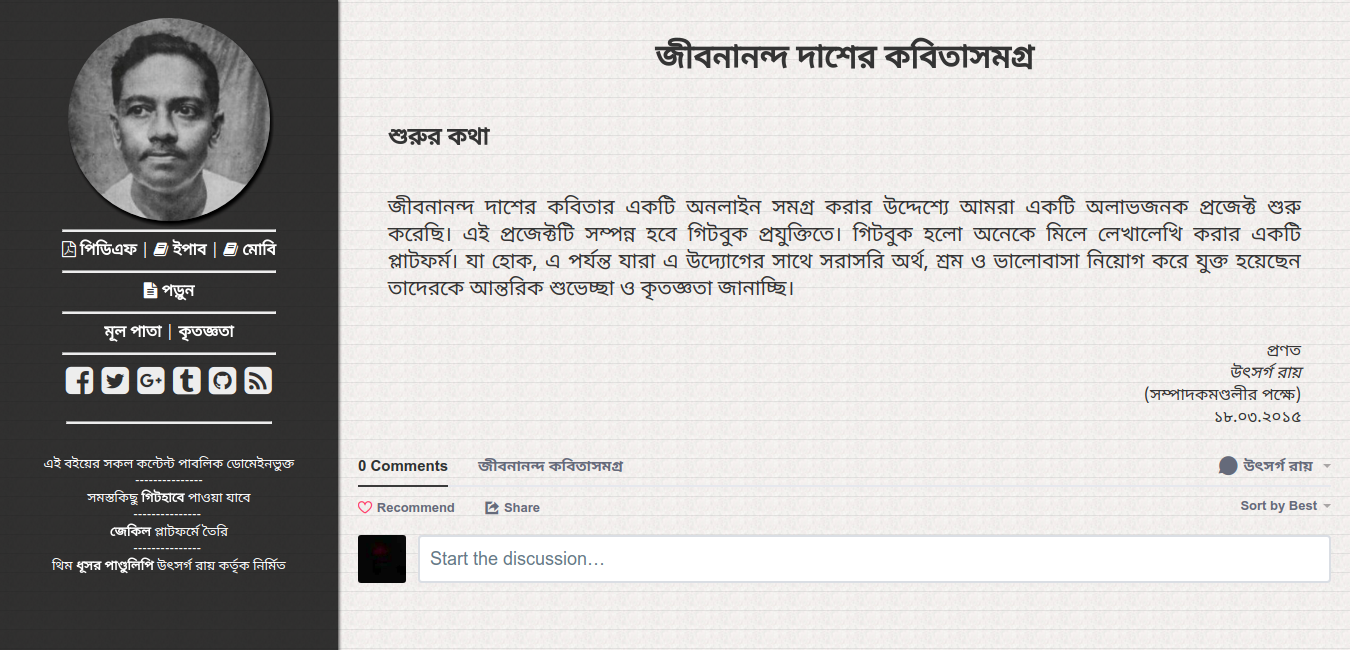 পিডিএফ | ইপাব | মোবি
পড়ুন
মূল পাতা | কৃতজ্ঞতা
এই বইয়ের সকল কন্টেন্ট পাবলিক ডোমেইনভুক্ত
---------------
সমস্তকিছু গিটহাবে পাওয়া যাবে
---------------
জেকিল প্লাটফর্মে তৈরি
---------------
থিম ধূসর পাণ্ডুলিপি উৎসর্গ রায় কর্তৃক নির্মিত
জীবনানন্দ দাশের কবিতাসমগ্র
শুরুর কথা
জীবনানন্দ দাশের কবিতার একটি অনলাইন সমগ্র করার উদ্দেশ্যে আমরা একটি অলাভজনক প্রজেক্ট শুরু
করেছি। এই প্রজেক্টটি সম্পন্ন হবে গিটবুক প্রযুক্তিতে। গিটবুক হলো অনেকে মিলে লেখালেখি করার একটি
প্লাটফর্ম। যা হোক, এ পর্যন্ত যারা এ উদ্যোগের সাথে সরাসরি অর্থ, শ্রম ও ভালোবাসা নিয়োগ করে যুক্ত হয়েছেন
তাদেরকে আন্তরিক শুভেচ্ছা ও কৃতজ্ঞতা জানাচ্ছি।
প্রণত
উৎসর্গ রায়
(সম্পাদকমণ্ডলীর পক্ষে)
১৮.০৩.২০১৫
0 Comments জীবনানন্দ কবিতাসমগ্র উৎসর্গ রায়
Recommend Share Sort by Best
Start the discussion…